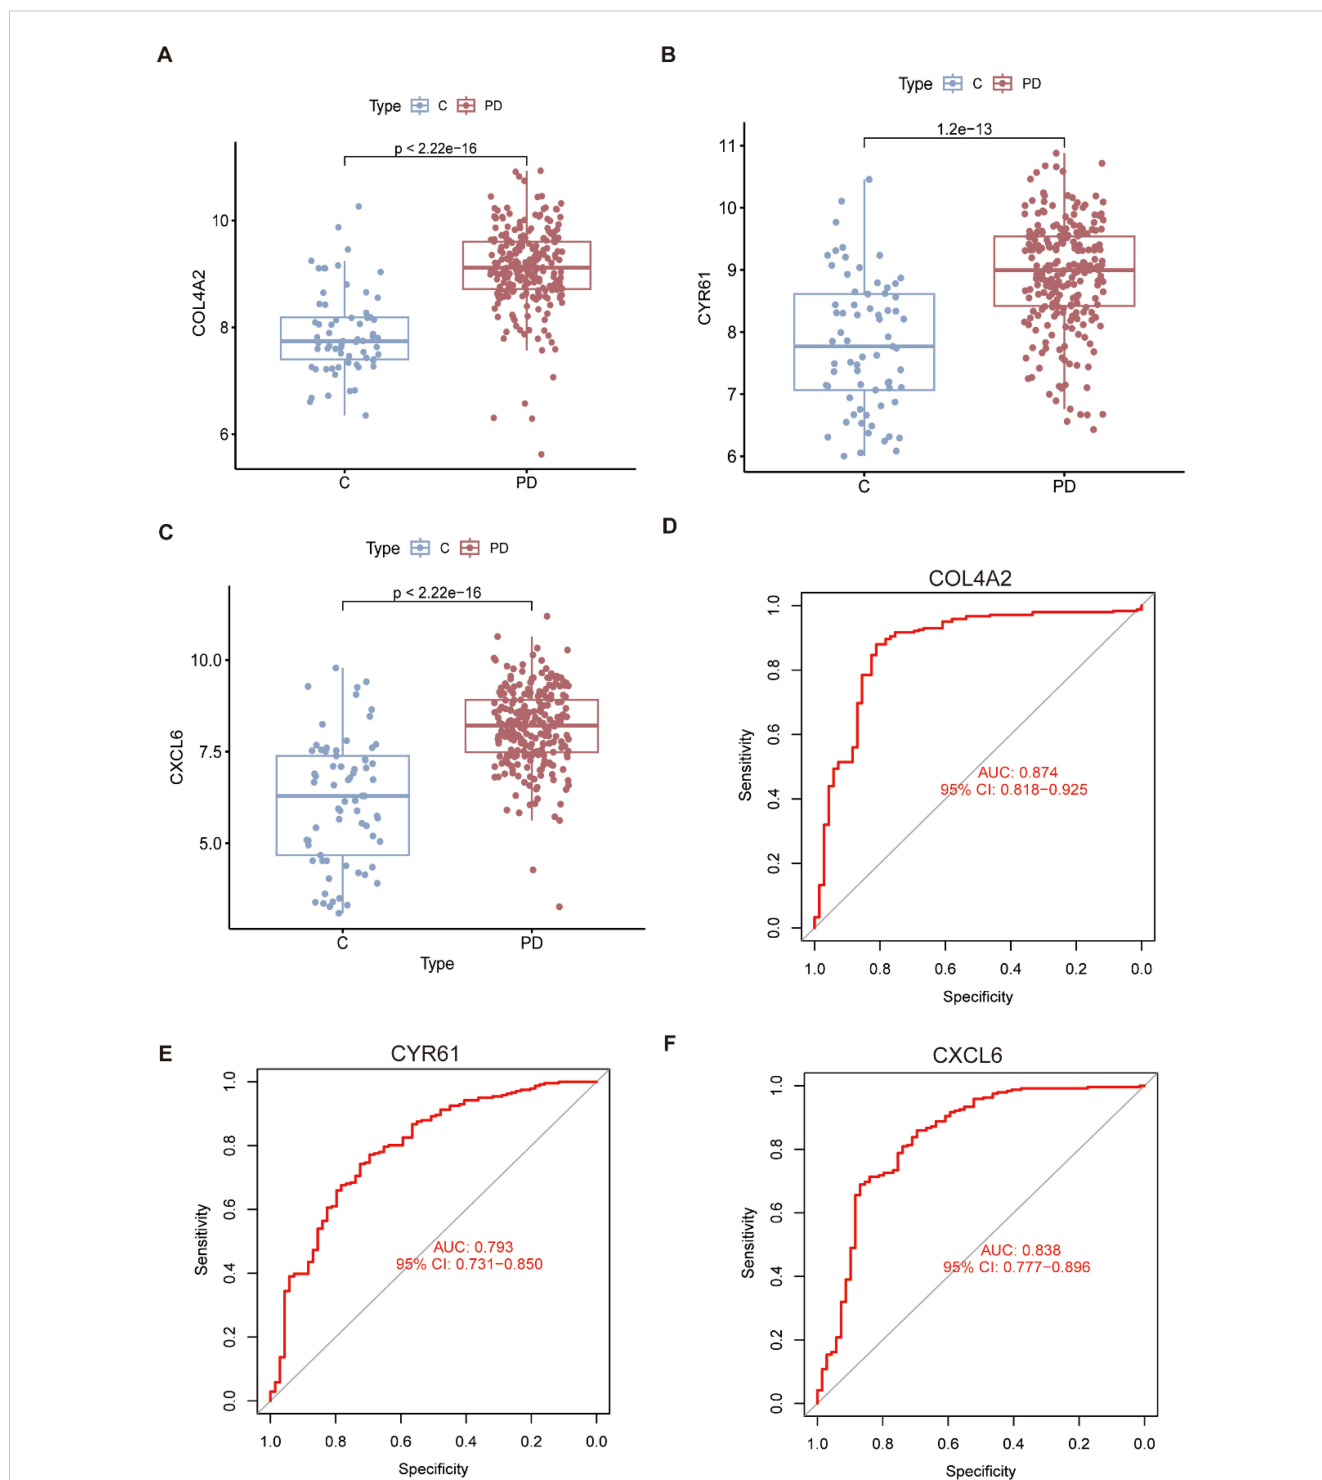 A
Type C PD
p < 2.22e−16
COL4A2
10
8
6
C PD
B
Type C PD
1.2e−13
CYR61
11
10
9
8
7
6
C PD
C
Type C PD
p < 2.22e−16
CXCL6
10.0
7.5
5.0
C PD
Type
D
COL4A2
Sensitivity
1.0
0.8
0.6
0.4
0.2
0.0
AUC: 0.874
95% CI: 0.818−0.925
1.0 0.8 0.6 0.4 0.2 0.0
Specificity
E
CYR61
Sensitivity
1.0
0.8
0.6
0.4
0.2
0.0
AUC: 0.793
95% CI: 0.731−0.850
1.0 0.8 0.6 0.4 0.2 0.0
Specificity
F
CXCL6
Sensitivity
1.0
0.8
0.6
0.4
0.2
0.0
AUC: 0.838
95% CI: 0.777−0.896
1.0 0.8 0.6 0.4 0.2 0.0
Specificity